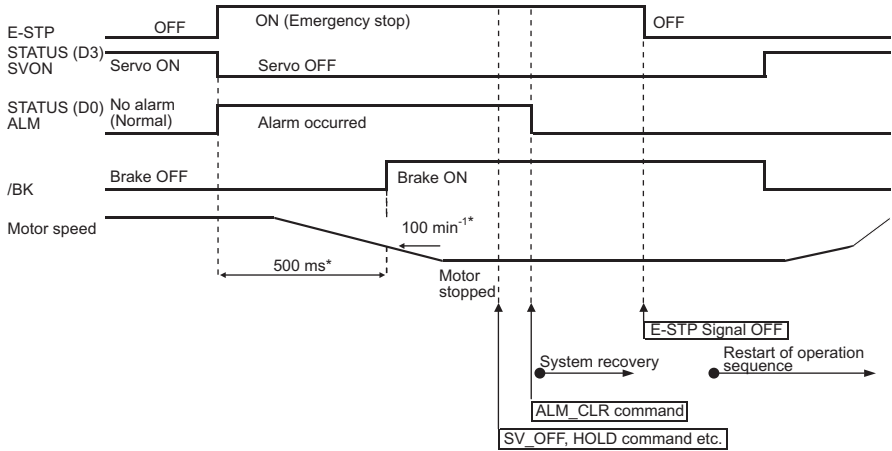 E-STP OFF ON (Emergency stop) OFF
STATUS (D3)
SVON Servo ON Servo OFF
STATUS (D0) No alarm
ALM (Normal) Alarm occurred
/BK Brake OFF Brake ON
Motor speed 100 min-1*
500 ms*
Motor
stopped
E-STP Signal OFF
System recovery
Restart of operation
sequence
ALM_CLR command
SV_OFF, HOLD command etc.